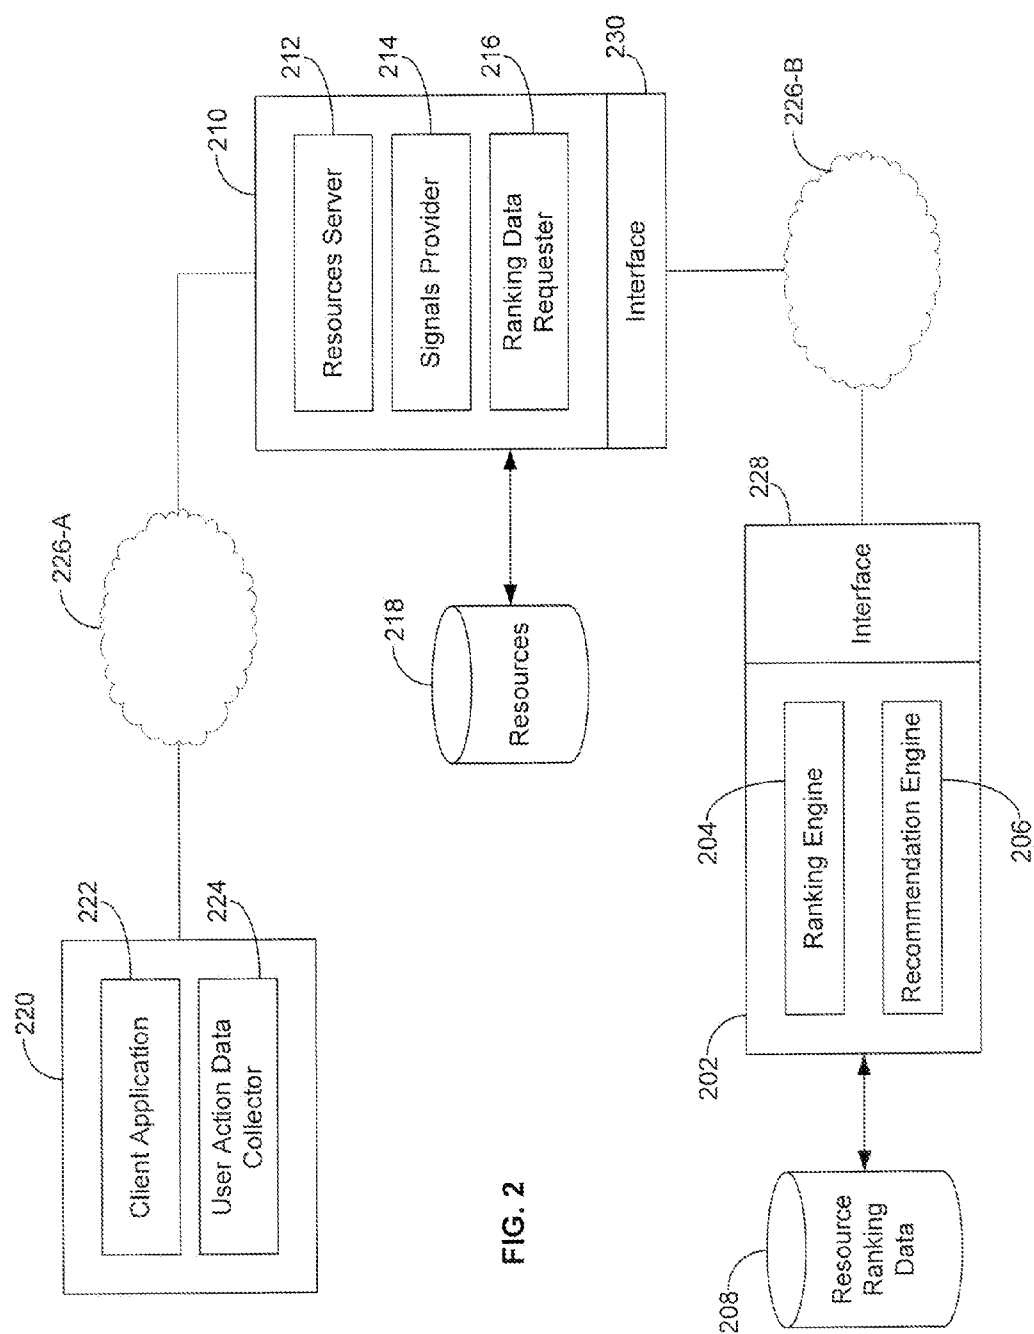 220
222
Client Application
224
User Action Data
Collector
226-A
210
212
Resources Server
214
Signals Provider
216
Ranking Data
Requester
230
Interface
218
Resources
226-B
208
Resource
Ranking
Data
202
204
Ranking Engine
206
Recommendation Engine
228
Interface
FIG. 2